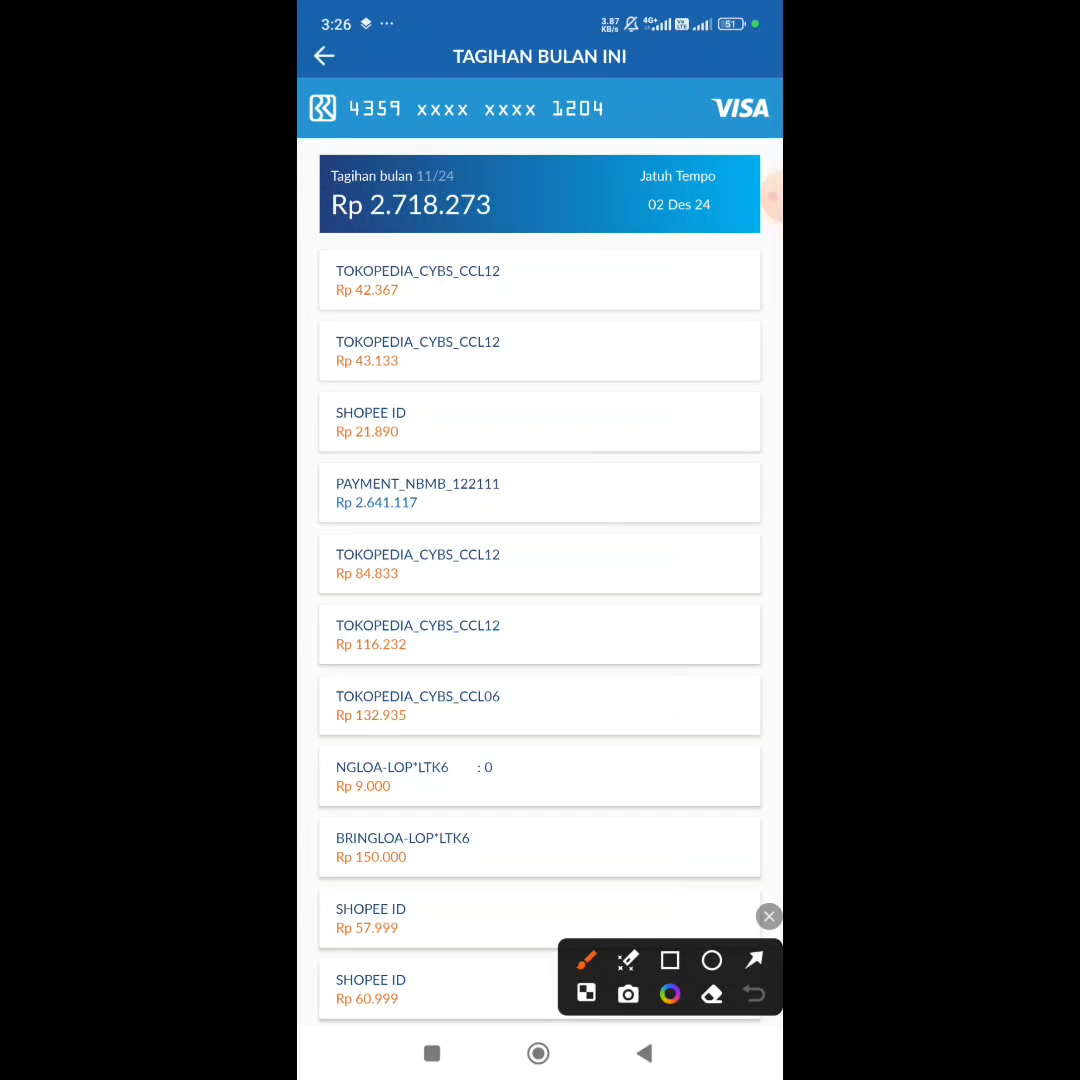 3:26
3.87 KB/s 4G+ Vo LTE 51
TAGIHAN BULAN INI
4359 xxxx xxxx 1204 VISA
Tagihan bulan 11/24 Jatuh Tempo
Rp 2.718.273 02 Des 24
TOKOPEDIA_CYBS_CCL12
Rp 42.367
TOKOPEDIA_CYBS_CCL12
Rp 43.133
SHOPEE ID
Rp 21.890
PAYMENT_NBMB_122111
Rp 2.641.117
TOKOPEDIA_CYBS_CCL12
Rp 84.833
TOKOPEDIA_CYBS_CCL12
Rp 116.232
TOKOPEDIA_CYBS_CCL06
Rp 132.935
NGLOA-LOP*LTK6 : 0
Rp 9.000
BRINGLOA-LOP*LTK6
Rp 150.000
SHOPEE ID
Rp 57.999
SHOPEE ID
Rp 60.999